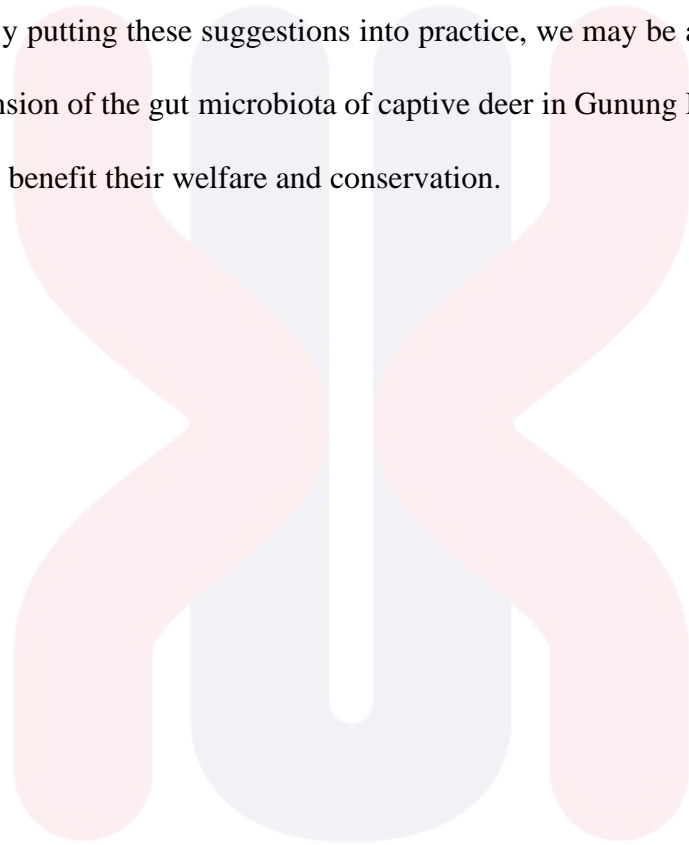 y putting these suggestions into practice, we may be a
nsion of the gut microbiota of captive deer in Gunung
benefit their welfare and conservation.